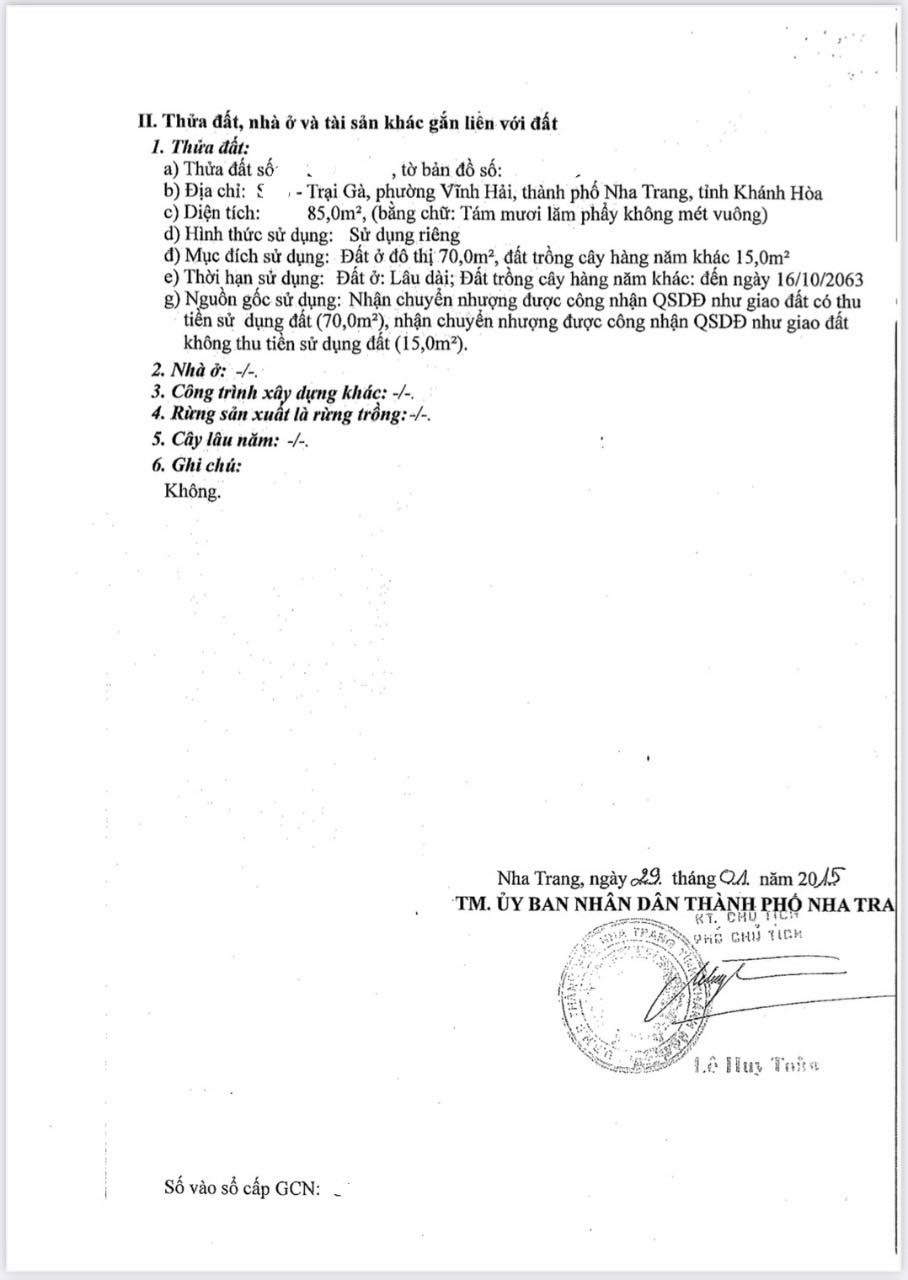 II. Thửa đất, nhà ở và tài sản khác gắn liền với đất
1. Thửa đất:
a) Thửa đất số , tờ bản đồ số:
b) Địa chỉ: - Trại Gà, phường Vĩnh Hải, thành phố Nha Trang, tỉnh Khánh Hòa
c) Diện tích: 85,0m², (bằng chữ: Tám mươi lăm phẩy không mét vuông)
d) Hình thức sử dụng: Sử dụng riêng
đ) Mục đích sử dụng: Đất ở đô thị 70,0m², đất trồng cây hàng năm khác 15,0m²
e) Thời hạn sử dụng: Đất ở: Lâu dài; Đất trồng cây hàng năm khác: đến ngày 16/10/2063
g) Nguồn gốc sử dụng: Nhận chuyển nhượng được công nhận QSDĐ như giao đất có thu
tiền sử dụng đất (70,0m²), nhận chuyển nhượng được công nhận QSDĐ như giao đất
không thu tiền sử dụng đất (15,0m²).
2. Nhà ở: -/-.
3. Công trình xây dựng khác: -/-.
4. Rừng sản xuất là rừng trồng: -/-.
5. Cây lâu năm: -/-.
6. Ghi chú:
Không.
Nha Trang, ngày 29. tháng 01. năm 2015
TM. ỦY BAN NHÂN DÂN THÀNH PHỐ NHA TRA
KT. CHỦ TỊCH
PHÓ CHỦ TỊCH
Lê Huy
Số vào sổ cấp GCN: